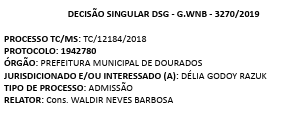 DECISÃO SINGULAR DSG - G.WNB - 3270/2019
PROCESSO TC/MS: TC/12184/2018
PROTOCOLO: 1942780
ÓRGÃO: PREFEITURA MUNICIPAL DE DOURADOS
JURISDICIONADO E/OU INTERESSADO (A): DÉLIA GODOY RAZUK
TIPO DE PROCESSO: ADMISSÃO
RELATOR: Cons. WALDIR NEVES BARBOSA